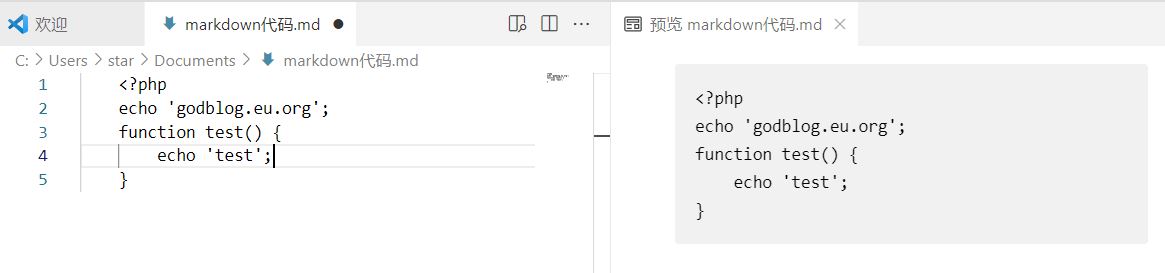 欢迎
markdown代码.md
预览 markdown代码.md
C: > Users > star > Documents > markdown代码.md
1 <?php
2 echo 'godblog.eu.org';
3 function test() {
4 echo 'test';
5 }
<?php
echo 'godblog.eu.org';
function test() {
echo 'test';
}